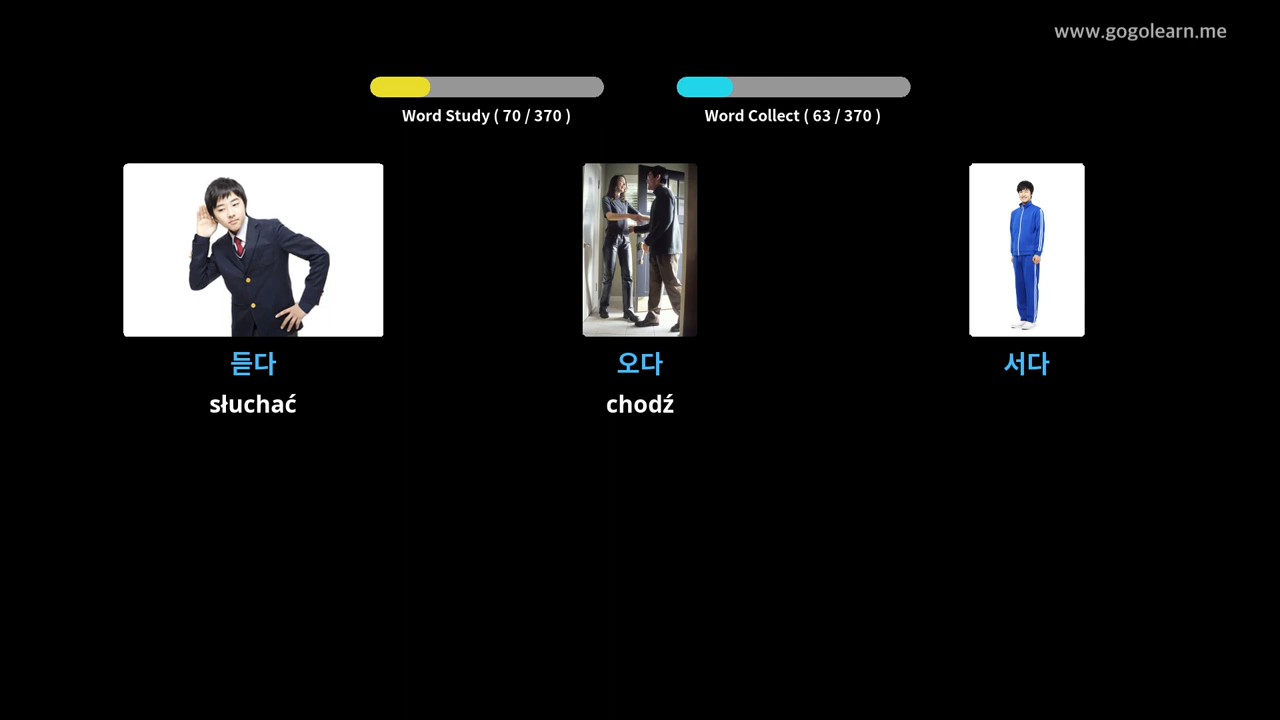 www.gogolearn.me
Word Study ( 70 / 370 )
Word Collect ( 63 / 370 )
듣다
오다
서다
słuchać
chodź